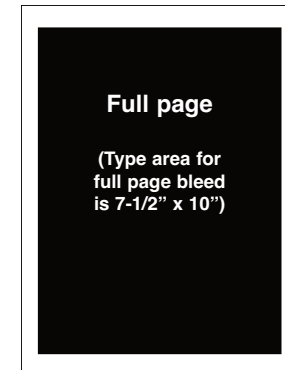 Full page
(Type area for
full page bleed
is 7-1/2” x 10”)